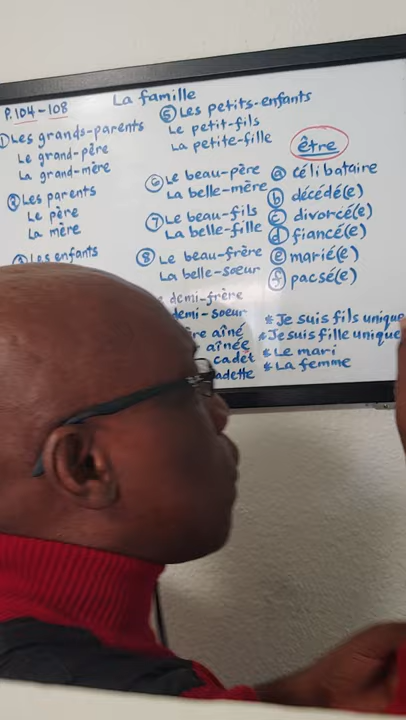 P.104-108
La famille
① Les grands-parents
Le grand-père
La grand-mère
② Les parents
Le père
La mère
Les enfants
⑤ Les petits-enfants
Le petit-fils
La petite-fille
⑥ Le beau-père
La belle-mère
⑦ Le beau-fils
La belle-fille
⑧ Le beau-frère
La belle-sœur
demi-frère
demi-soeur
aîné
aînée
cadet
être
ⓐ célibataire
ⓑ décédé(e)
ⓒ divorcé(e)
ⓓ fiancé(e)
ⓔ marié(e)
ⓕ pacsé(e)
* Je suis fils unique
* Je suis fille unique
* Le mari
* La femme